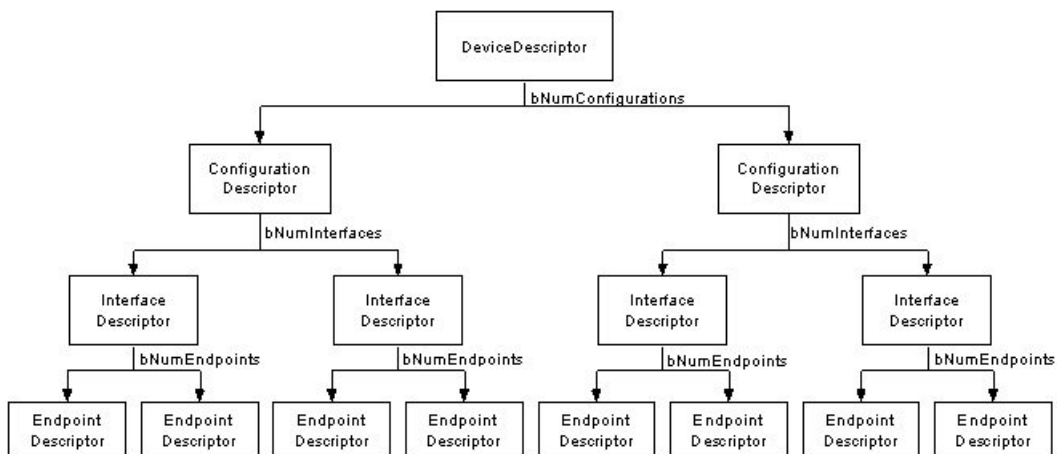 DeviceDescriptor
bNumConfigurations
Configuration
Descriptor
Configuration
Descriptor
bNumInterfaces
bNumInterfaces
Interface
Descriptor
Interface
Descriptor
Interface
Descriptor
Interface
Descriptor
bNumEndpoints
bNumEndpoints
bNumEndpoints
bNumEndpoints
Endpoint
Descriptor
Endpoint
Descriptor
Endpoint
Descriptor
Endpoint
Descriptor
Endpoint
Descriptor
Endpoint
Descriptor
Endpoint
Descriptor
Endpoint
Descriptor